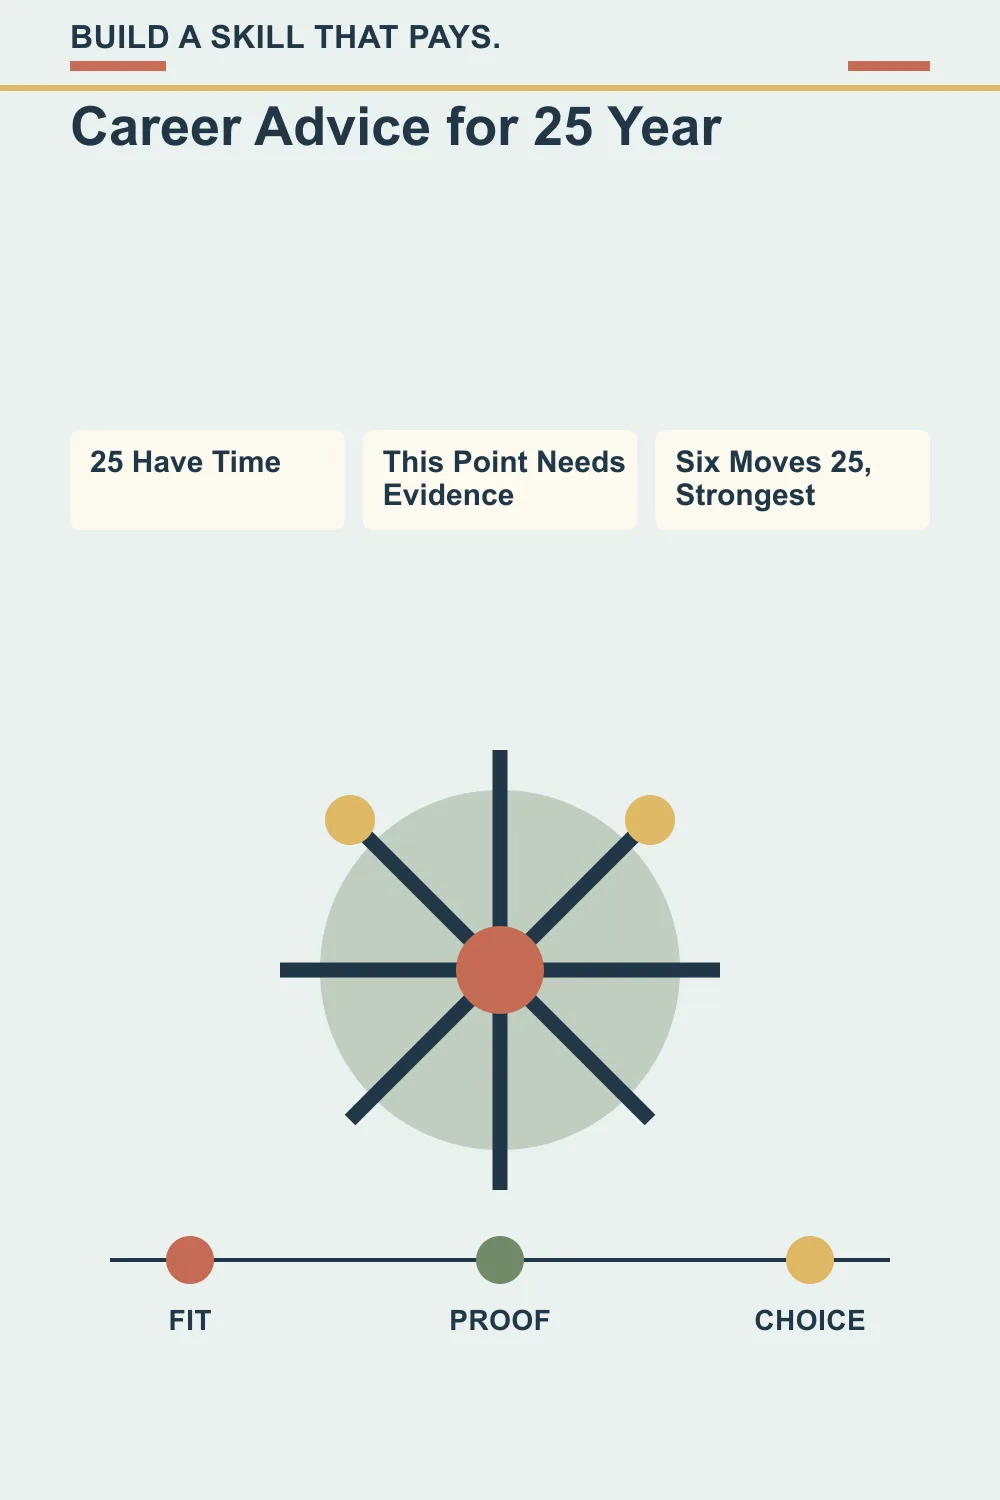 BUILD A SKILL THAT PAYS.
Career Advice for 25 Year
25 Have Time
This Point Needs
Evidence
Six Moves 25,
Strongest
FIT
PROOF
CHOICE